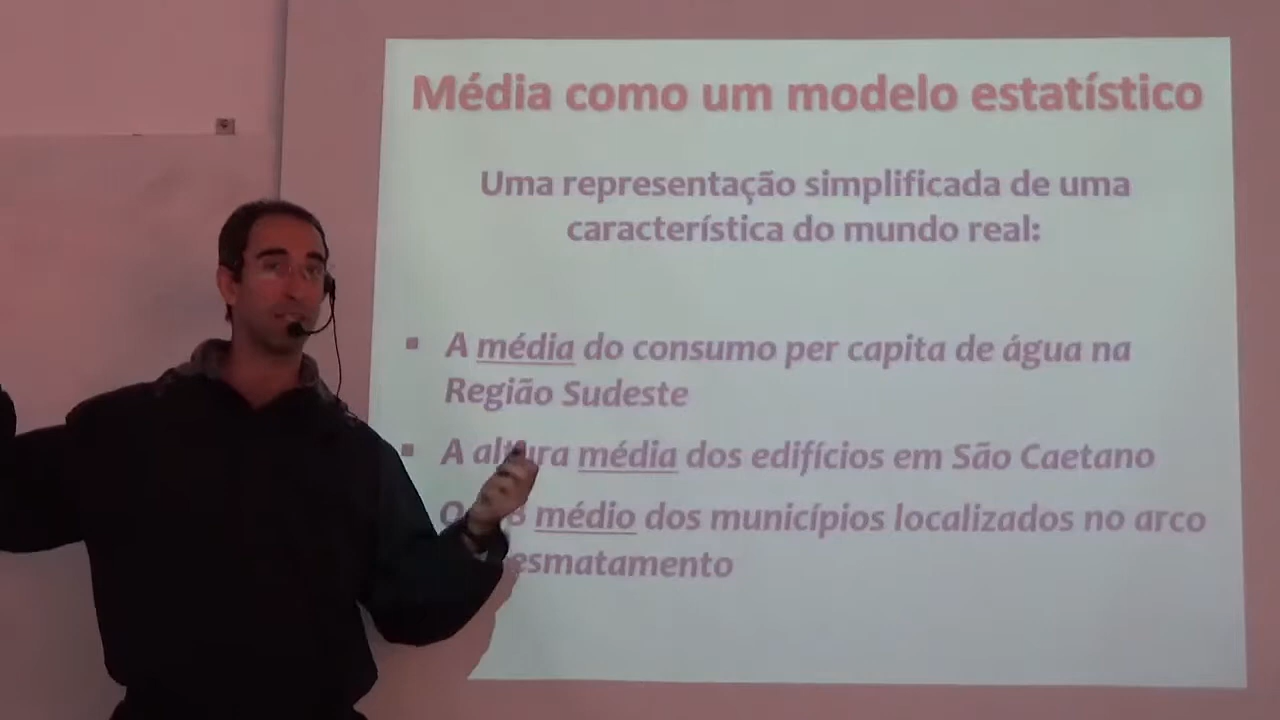 Média como um modelo estatístico
Uma representação simplificada de uma
característica do mundo real:
▪ A média do consumo per capita de água na
Região Sudeste
▪ A altura média dos edifícios em São Caetano
médio dos municípios localizados no arco
esmatamento